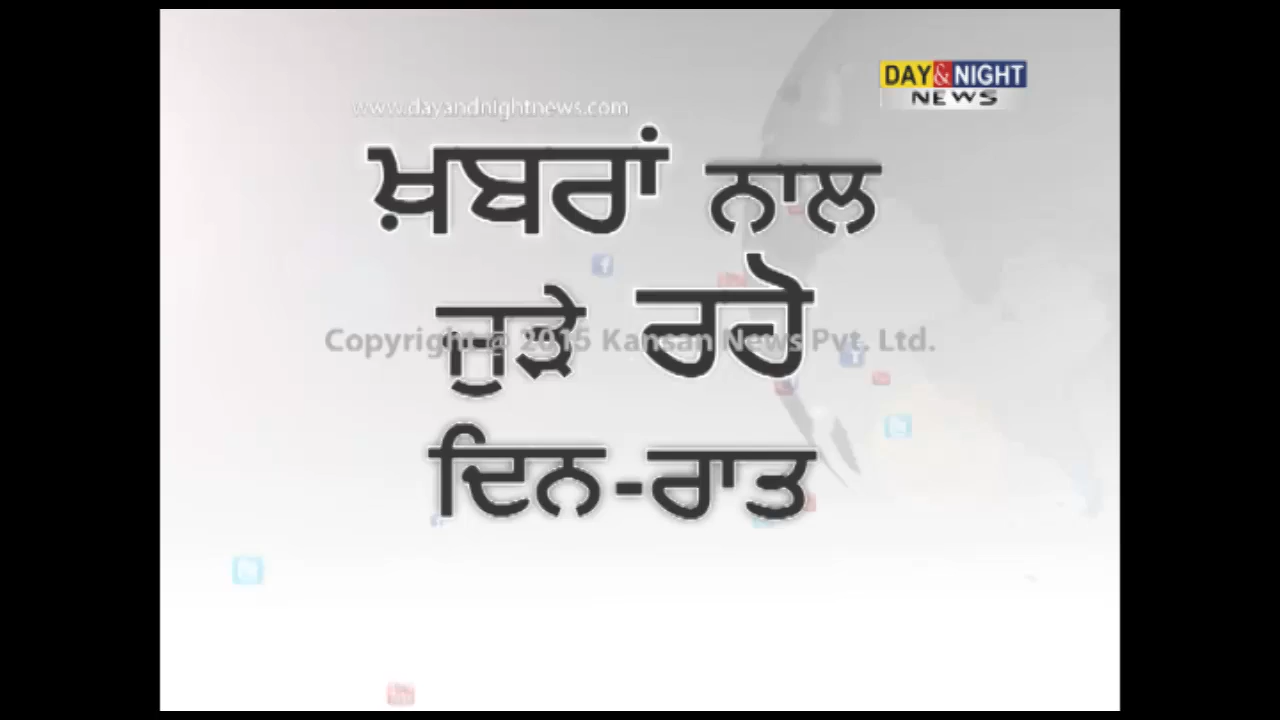 DAY&NIGHT
NEWS
www.dayandnightnews.com
ਖ਼ਬਰਾਂ ਨਾਲ
ਜੁੜੇ ਰਹੋ
Copyright @ 2015 Kansan News Pvt. Ltd.
ਦਿਨ-ਰਾਤ